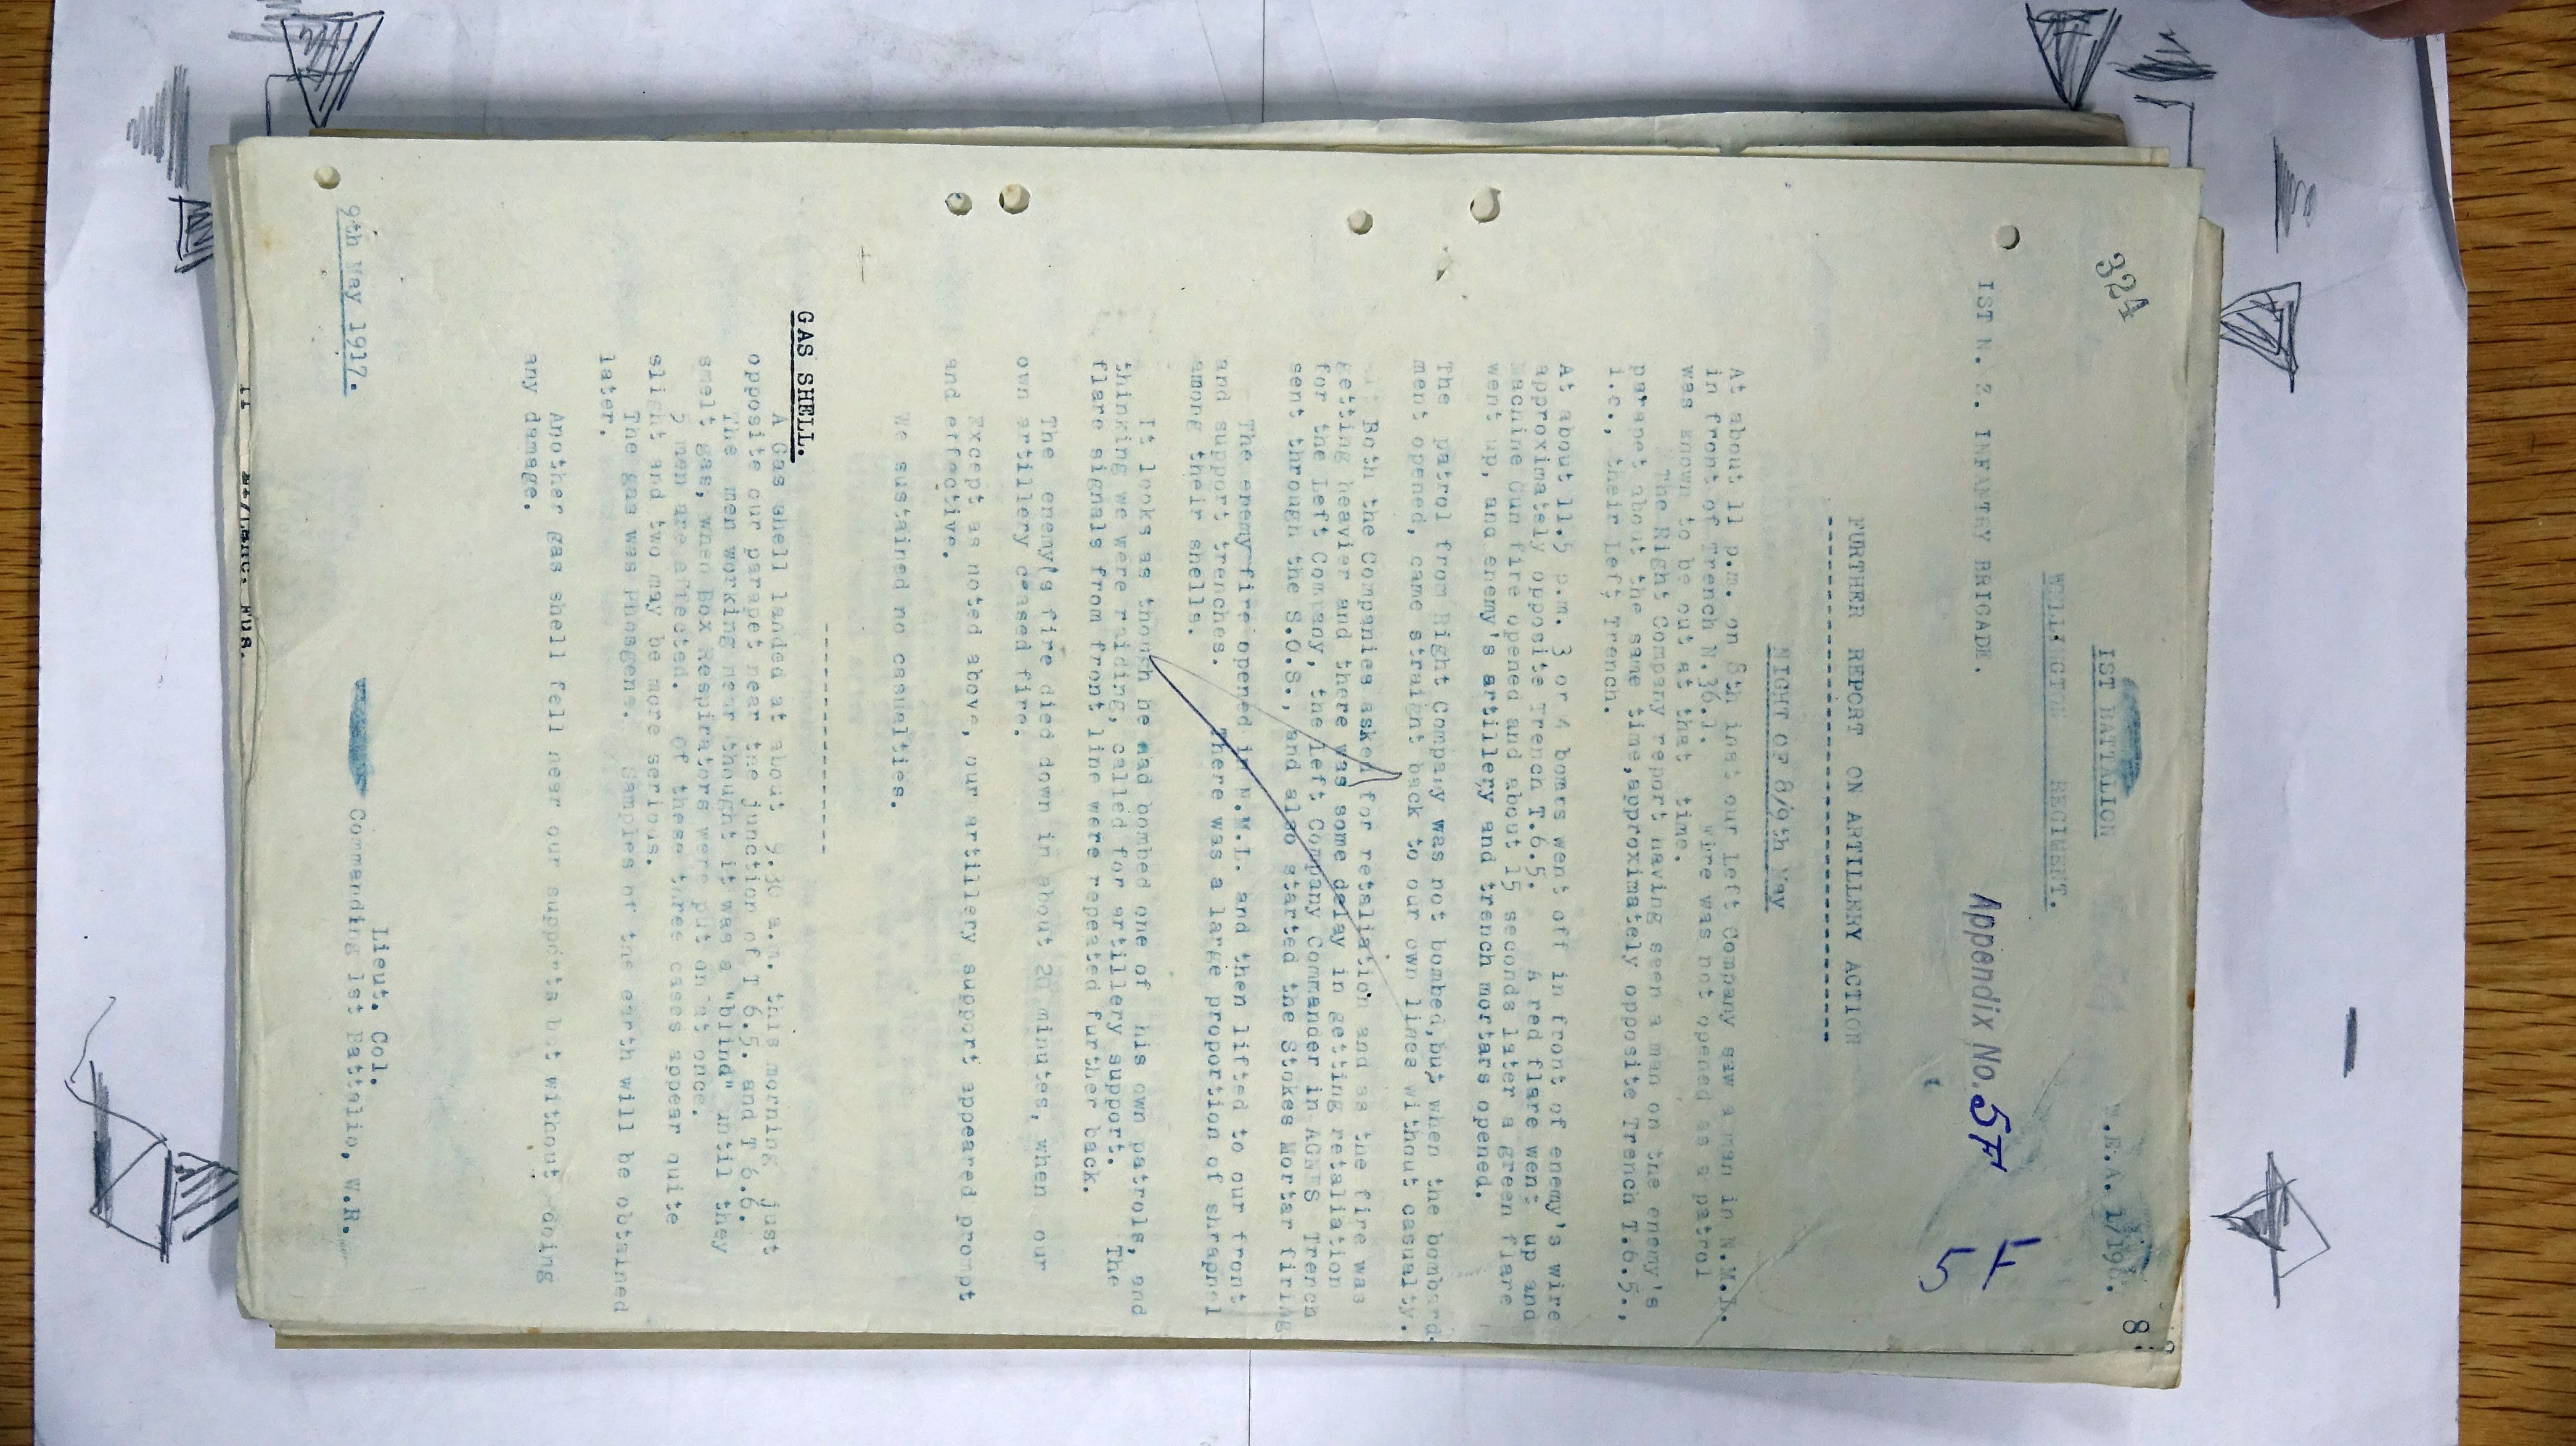 324
1ST BATTALION
WELLINGTON REGIMENT.
W.E.A. 1/196.
8.
1ST N. Z. INFANTRY BRIGADE.
Appendix No. 5F
5 F
FURTHER REPORT ON ARTILLERY ACTION
NIGHT OF 8/9th May
At about 11 p.m. on 8th inst our Left Company saw a man in N.M.L.
in front of Trench N.36.1. Wire was not opened as a patrol
was known to be out at that time.
The Right Company report having seen a man on the enemy's
parapet about the same time, approximately opposite Trench T.6.5.,
i.e., their left Trench.
At about 11.5 p.m. 3 or 4 bombs went off in front of enemy's wire
approximately opposite Trench T.6.5. A red flare went up and
Machine Gun fire opened and about 15 seconds later a green flare
went up, and enemy's artillery and trench mortars opened.
The patrol from Right Company was not bombed, but when the bombard-
ment opened, came straight back to our own lines without casualty.
Both the Companies asked for retaliation and as the fire was
getting heavier and there was some delay in getting retaliation
for the Left Company, the Left Company Commander in AGNES Trench
sent through the S.O.S., and also started the Stokes Mortar firing
The enemy fire opened in N.M.L. and then lifted to our front
and support trenches. There was a large proportion of shrapnel
among their shells.
It looks as though he had bombed one of his own patrols, and
thinking we were raiding, called for artillery support. The
flare signals from front line were repeated further back.
The enemy's fire died down in about 20 minutes, when our
own artillery ceased fire.
Except as noted above, our artillery support appeared prompt
and effective.
We sustained no casualties.
GAS SHELL.
A Gas shell landed at about 9.30 a.m. this morning just
opposite our parapet near the junction of T 6.5. and T 6.6.
The men working near thought it was a "blind" until they
smelt gas, when Box Respirators were put on at once.
5 men are affected. Of these three cases appear quite
slight and two may be more serious.
The gas was Phosgene. Samples of the earth will be obtained
later.
Another gas shell fell near our supports but without doing
any damage.
Lieut. Col.
Commanding 1st Battalio, W.R.
9th May 1917.